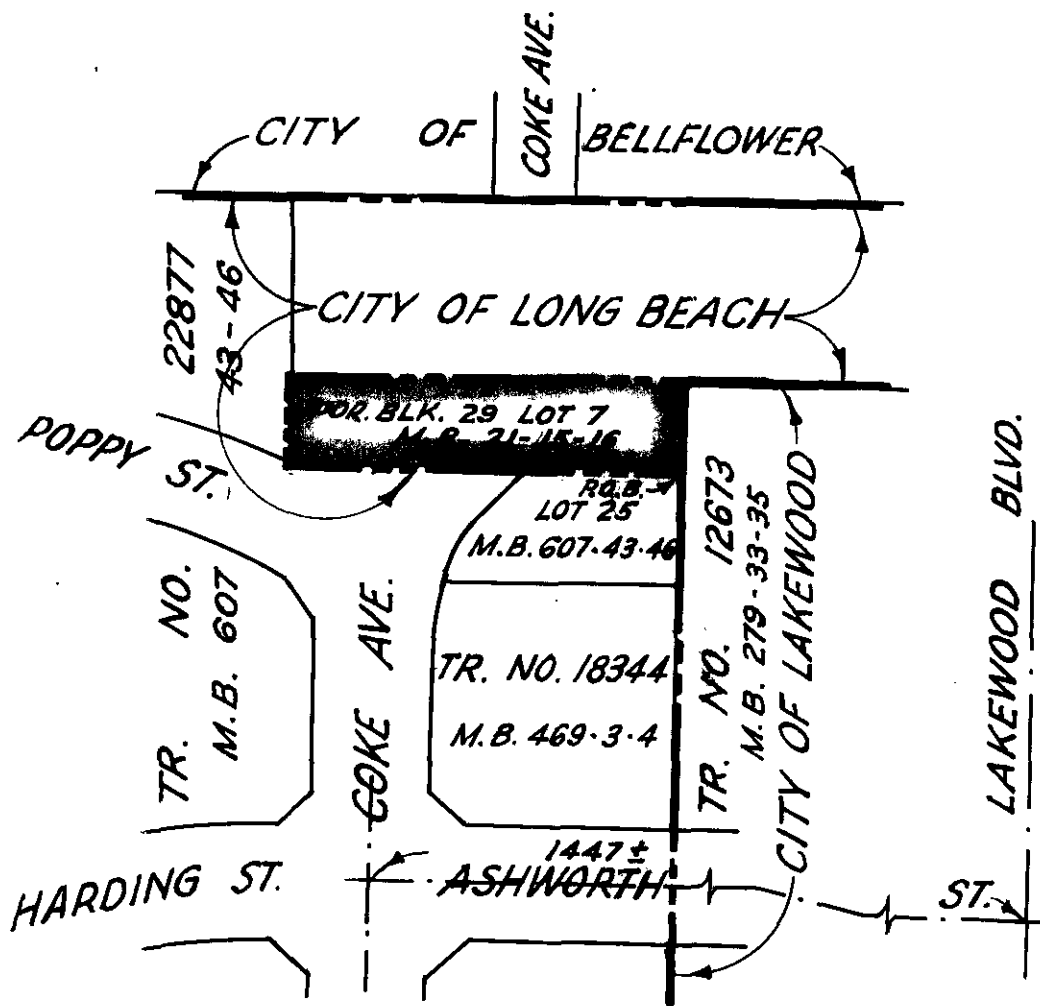 COKE AVE.
CITY OF BELLFLOWER
CITY OF LONG BEACH
22877
43-46
POR. BLK. 29 LOT 7
M.B. 21-15-16
POPPY ST.
P.O.B.
LOT 25
M.B. 607-43-46
TR. NO.
M.B. 607
COKE AVE.
TR. NO. 18344
M.B. 469-3-4
TR. NO. 12673
M.B. 279-33-35
CITY OF LAKEWOOD
LAKEWOOD BLVD.
1447 ±
HARDING ST.
ASHWORTH ST.